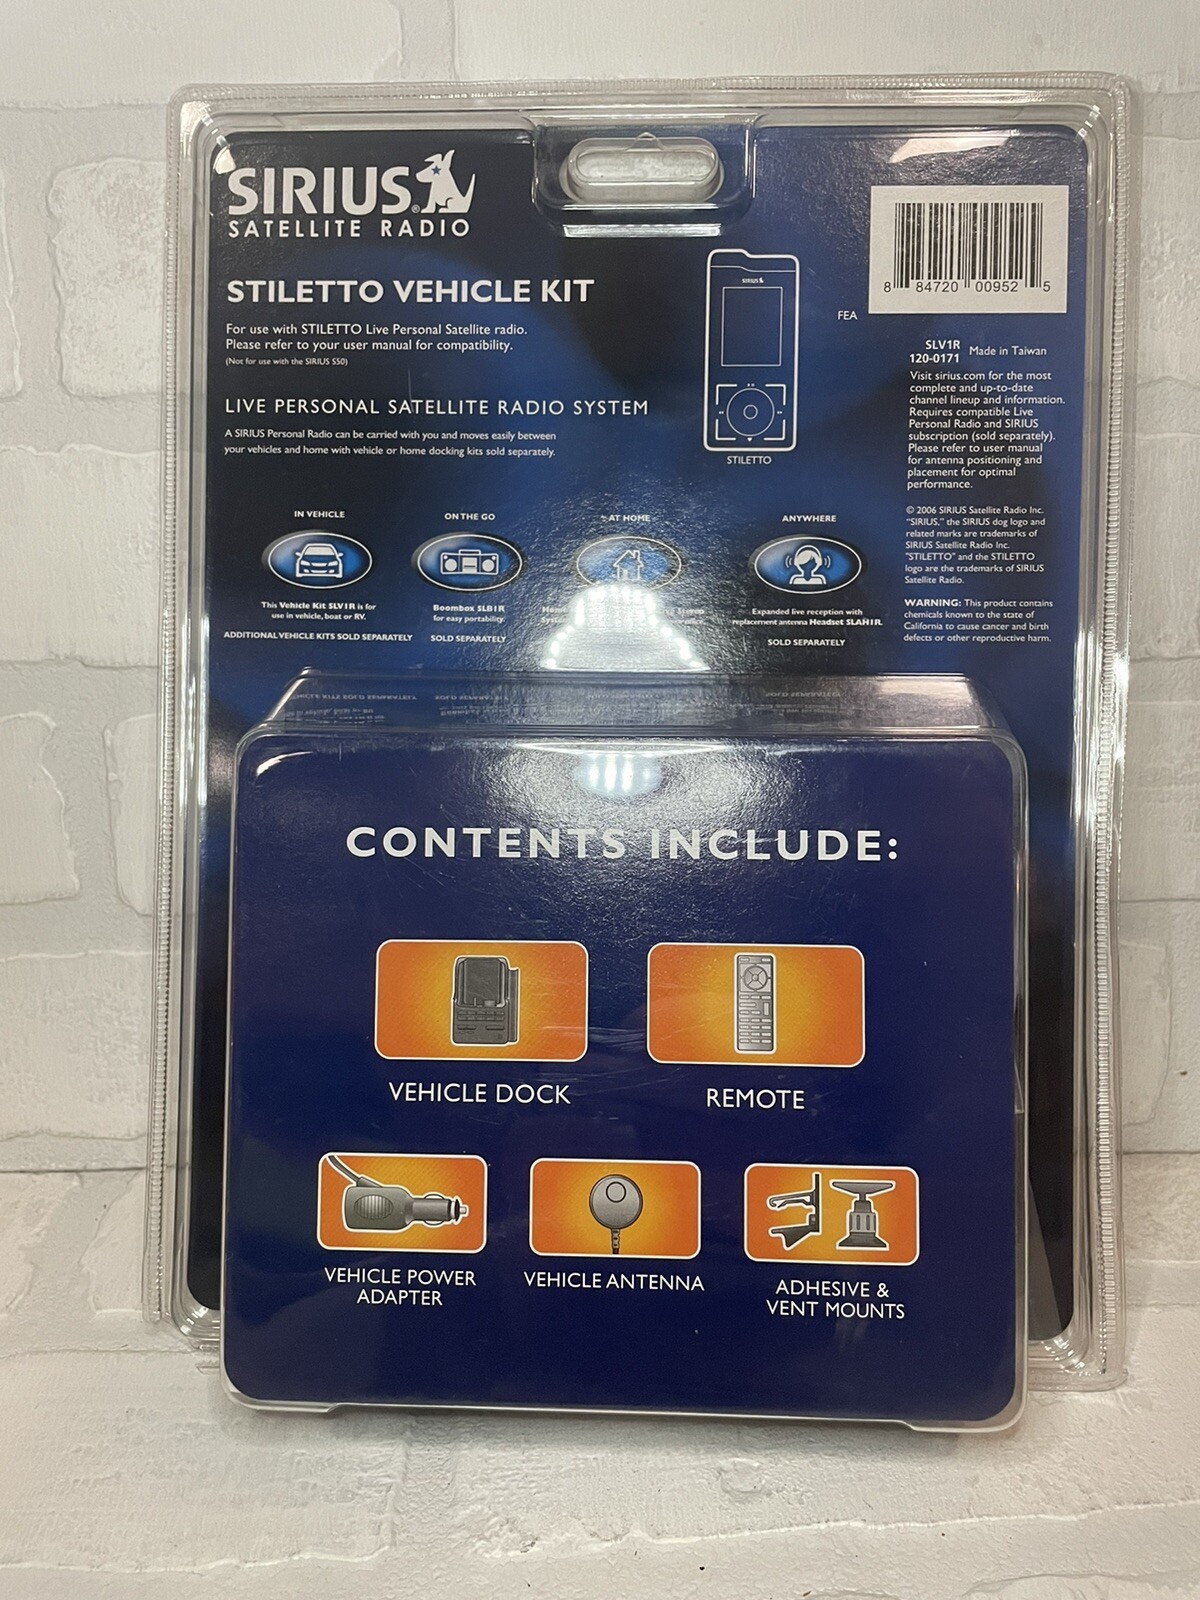 SIRIUS
SATELLITE RADIO
STILETTO VEHICLE KIT
For use with STILETTO Live Personal Satellite radio.
Please refer to your user manual for compatibility.
(Not for use with the SIRIUS S50)
LIVE PERSONAL SATELLITE RADIO SYSTEM
A SIRIUS Personal Radio can be carried with you and moves easily between
your vehicles and home with vehicle or home docking kits sold separately.
SIRIUS
STILETTO
8 84720 00952 5
FEA
SLV1R
120-0171 Made in Taiwan
Visit sirius.com for the most
complete and up-to-date
channel lineup and information.
Requires compatible Live
Personal Radio and SIRIUS
subscription (sold separately).
Please refer to user manual
for antenna positioning and
placement for optimal
performance.
© 2006 SIRIUS Satellite Radio Inc.
"SIRIUS," the SIRIUS dog logo and
related marks are trademarks of
SIRIUS Satellite Radio Inc.
"STILETTO" and the STILETTO
logo are the trademarks of SIRIUS
Satellite Radio.
WARNING: This product contains
chemicals known to the state of
California to cause cancer and birth
defects or other reproductive harm.
IN VEHICLE
This Vehicle Kit SLV1R is for
use in vehicle, boat or RV.
ADDITIONAL VEHICLE KITS SOLD SEPARATELY
ON THE GO
Boombox SLB1R
for easy portability.
SOLD SEPARATELY
AT HOME
ANYWHERE
Expanded live reception with
replacement antenna Headset SLAH1R.
SOLD SEPARATELY
CONTENTS INCLUDE:
VEHICLE DOCK
REMOTE
VEHICLE POWER
ADAPTER
VEHICLE ANTENNA
ADHESIVE &
VENT MOUNTS